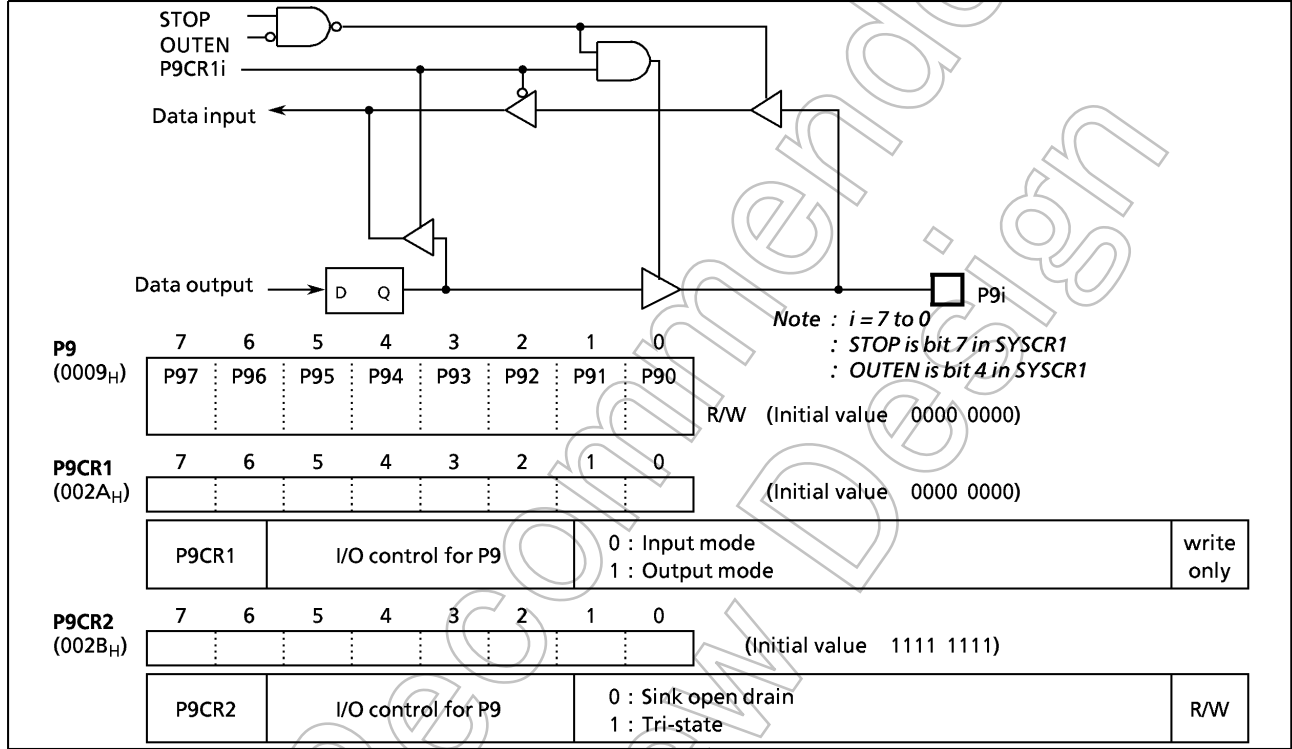 STOP
OUTEN
P9CR1i
Data input
Data output
D Q
P9i
Note : i = 7 to 0
: STOP is bit 7 in SYSCR1
: OUTEN is bit 4 in SYSCR1
P9
(0009H)
7 6 5 4 3 2 1 0
P97 P96 P95 P94 P93 P92 P91 P90
R/W (Initial value 0000 0000)
P9CR1
(002AH)
7 6 5 4 3 2 1 0
(Initial value 0000 0000)
P9CR1 I/O control for P9 0 : Input mode
1 : Output mode
write
only
P9CR2
(002BH)
7 6 5 4 3 2 1 0
(Initial value 1111 1111)
P9CR2 I/O control for P9 0 : Sink open drain
1 : Tri-state
R/W